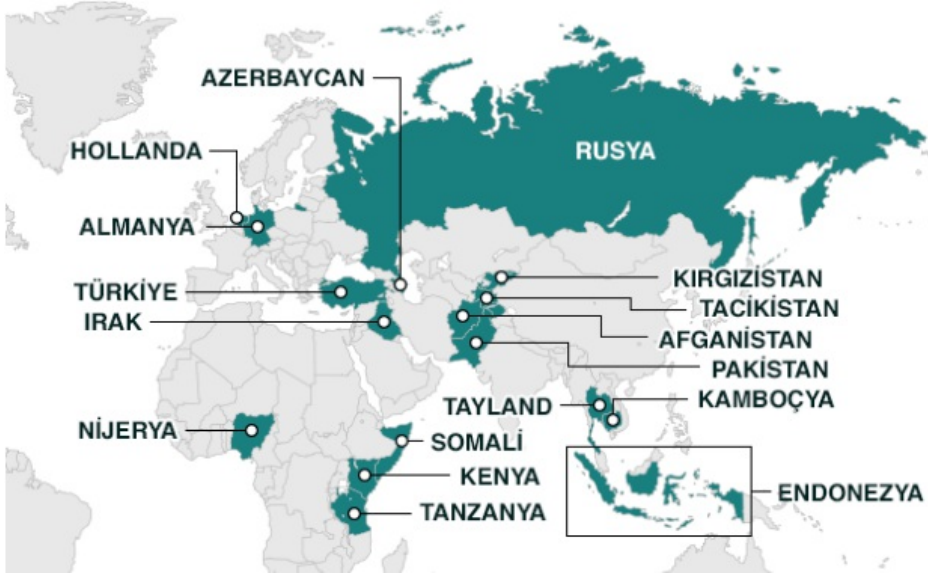 AZERBAYCAN
HOLLANDA
RUSYA
ALMANYA
TÜRKİYE
KIRGIZİSTAN
TACİKİSTAN
IRAK
AFGANİSTAN
PAKİSTAN
KAMBOÇYA
TAYLAND
NİJERYA
SOMALİ
KENYA
ENDONEZYA
TANZANYA